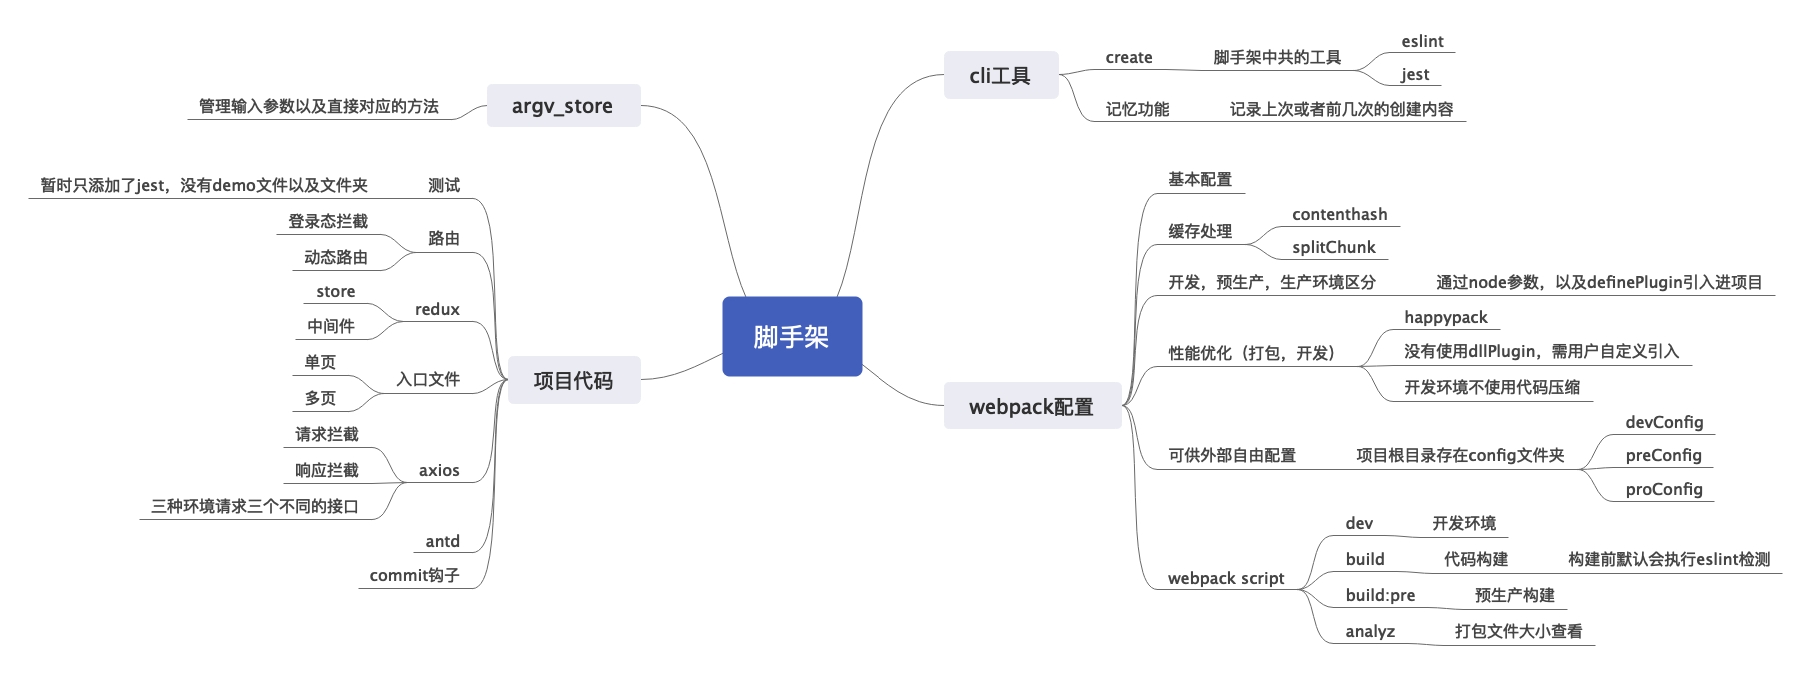 脚手架
cli工具
create
脚手架中共的工具
eslint
jest
记忆功能
记录上次或者前几次的创建内容
webpack配置
基本配置
缓存处理
contenthash
splitChunk
开发，预生产，生产环境区分
通过node参数，以及definePlugin引入进项目
性能优化（打包，开发）
happypack
没有使用dllPlugin，需用户自定义引入
开发环境不使用代码压缩
可供外部自由配置
项目根目录存在config文件夹
devConfig
preConfig
proConfig
webpack script
dev
开发环境
build
代码构建
构建前默认会执行eslint检测
build:pre
预生产构建
analyz
打包文件大小查看
argv_store
管理输入参数以及直接对应的方法
项目代码
测试
暂时只添加了jest，没有demo文件以及文件夹
路由
登录态拦截
动态路由
redux
store
中间件
入口文件
单页
多页
axios
请求拦截
响应拦截
三种环境请求三个不同的接口
antd
commit钩子